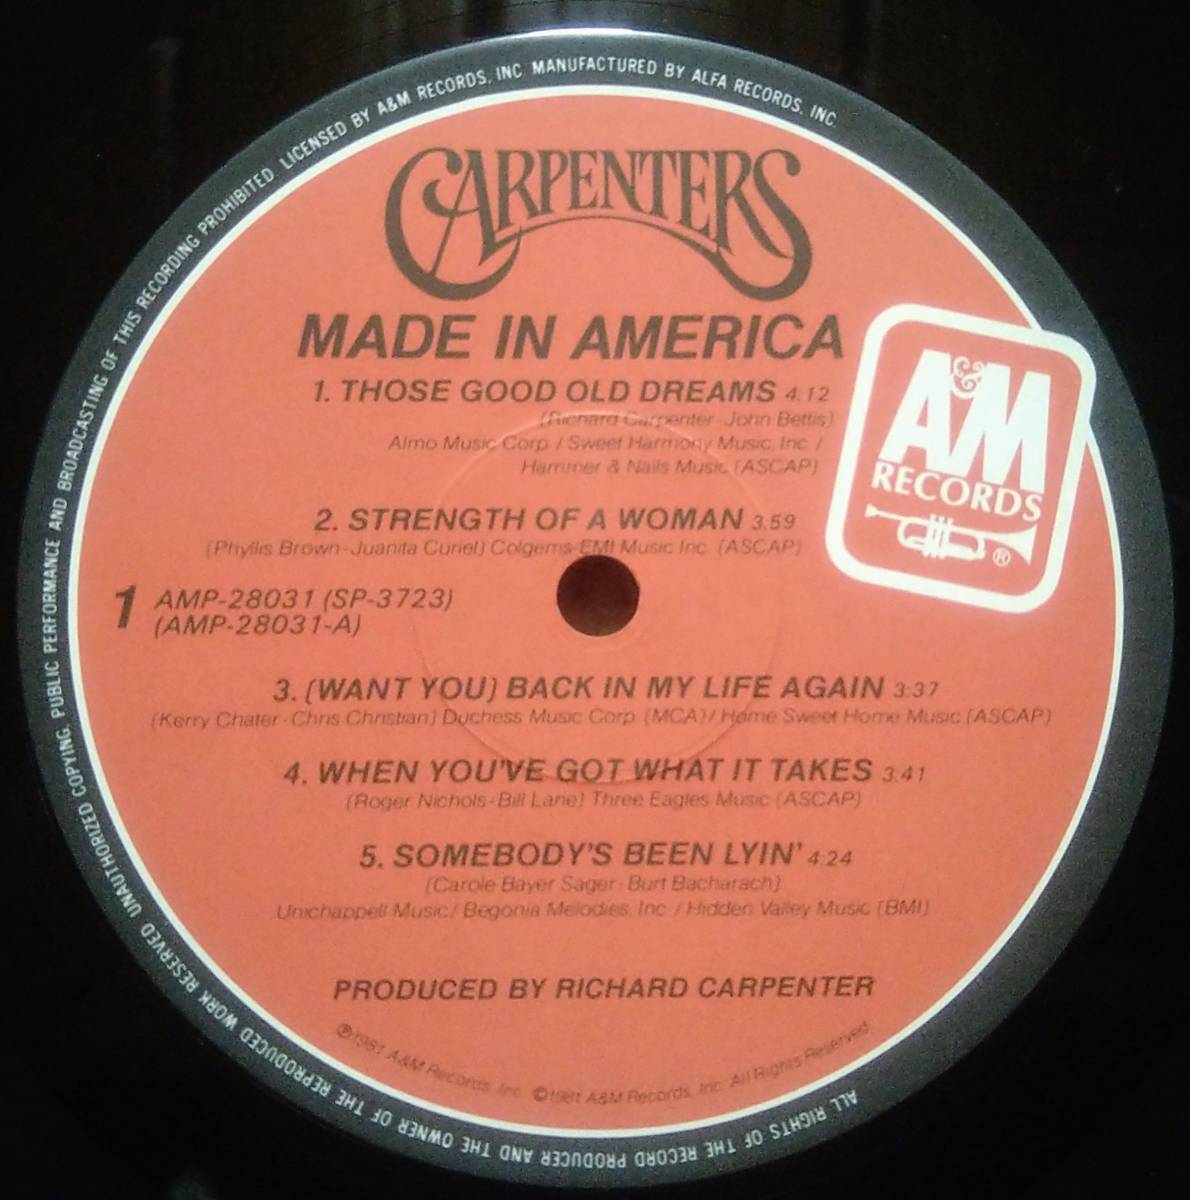 CARPENTERS
MADE IN AMERICA
1. THOSE GOOD OLD DREAMS 4:12
(Richard Carpenter-John Bettis)
Almo Music Corp. / Sweet Harmony Music, Inc. /
Hammer & Nails Music (ASCAP)
2. STRENGTH OF A WOMAN 3:59
(Phyllis Brown-Juanita Curiel) Colgems-EMI Music Inc. (ASCAP)
1 AMP-28031 (SP-3723)
(AMP-28031-A)
3. (WANT YOU) BACK IN MY LIFE AGAIN 3:37
(Kerry Chater-Chris Christian) Duchess Music Corp. (MCA) / Home Sweet Home Music (ASCAP)
4. WHEN YOU'VE GOT WHAT IT TAKES 3:41
(Roger Nichols-Bill Lane) Three Eagles Music (ASCAP)
5. SOMEBODY'S BEEN LYIN' 4:24
(Carole Bayer Sager-Burt Bacharach)
Unichappell Music / Begonia Melodies, Inc. / Hidden Valley Music (BMI)
PRODUCED BY RICHARD CARPENTER
℗1981 A&M Records, Inc. ©1981 A&M Records, Inc. All Rights Reserved
A&M
RECORDS
®
ALL RIGHTS OF THE RECORD PRODUCER AND THE OWNER OF THE REPRODUCED WORK RESERVED. UNAUTHORIZED COPYING, PUBLIC PERFORMANCE AND BROADCASTING OF THIS RECORDING PROHIBITED. LICENSED BY A&M RECORDS, INC. MANUFACTURED BY ALFA RECORDS, INC.